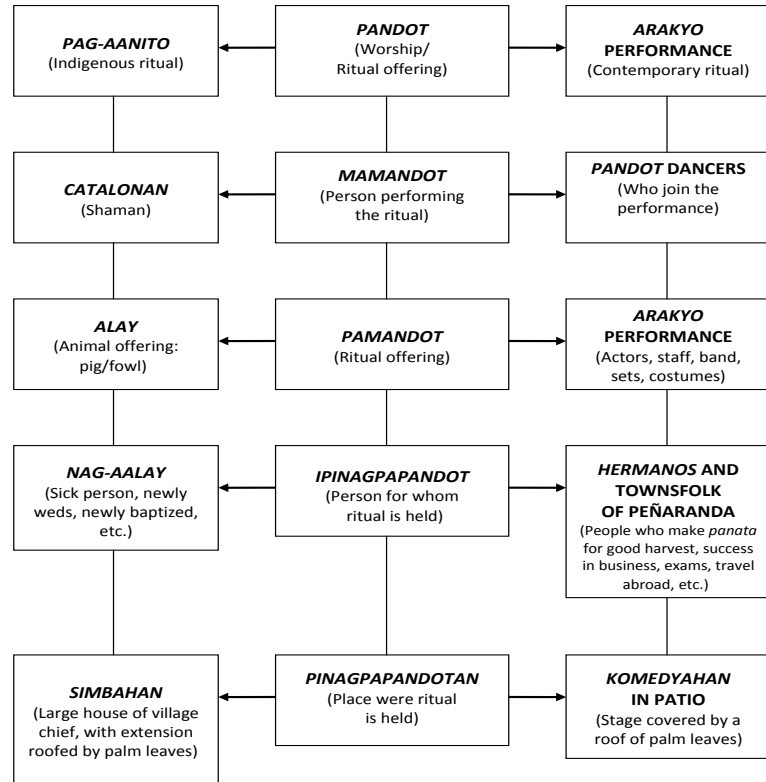 PAG-AANITO
(Indigenous ritual)
PANDOT
(Worship/
Ritual offering)
ARAKYO
PERFORMANCE
(Contemporary ritual)
CATALONAN
(Shaman)
MAMANDOT
(Person performing
the ritual)
PANDOT DANCERS
(Who join the
performance)
ALAY
(Animal offering:
pig/fowl)
PAMANDOT
(Ritual offering)
ARAKYO
PERFORMANCE
(Actors, staff, band,
sets, costumes)
NAG-AALAY
(Sick person, newly
weds, newly baptized,
etc.)
IPINAGPAPANDOT
(Person for whom
ritual is held)
HERMANOS AND
TOWNSFOLK
OF PEÑARANDA
(People who make panata
for good harvest, success
in business, exams, travel
abroad, etc.)
SIMBAHAN
(Large house of village
chief, with extension
roofed by palm leaves)
PINAGPAPANDOTAN
(Place were ritual
is held)
KOMEDYAHAN
IN PATIO
(Stage covered by a
roof of palm leaves)